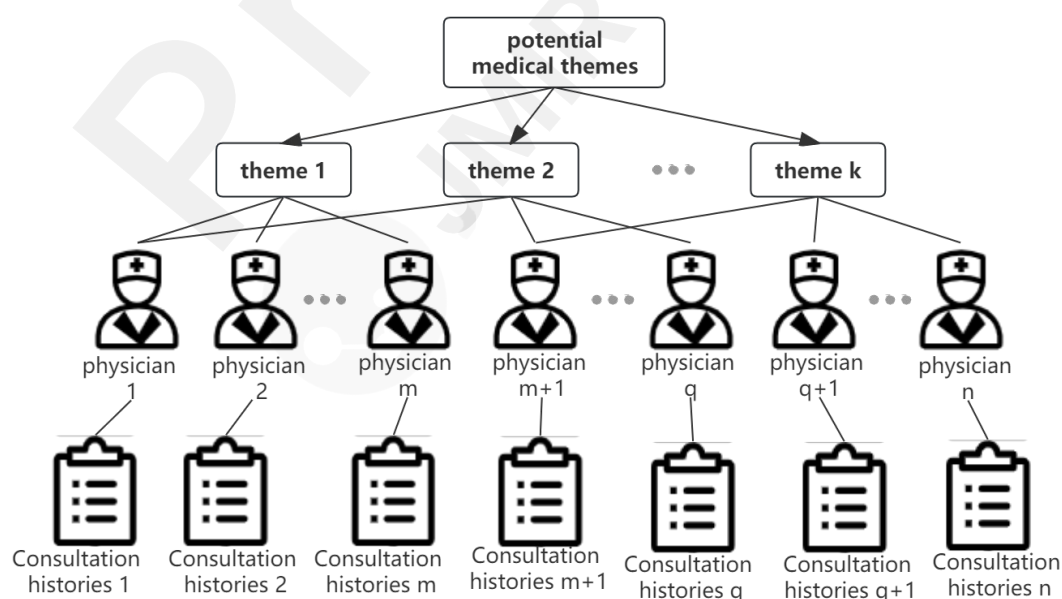 potential
medical themes
theme 1
theme 2
theme k
physician
1
physician
2
physician
m
physician
m+1
physician
q
physician
q+1
physician
n
Consultation
histories 1
Consultation
histories 2
Consultation
histories m
Consultation
histories m+1
Consultation
histories q
Consultation
histories q+1
Consultation
histories n
JMIR